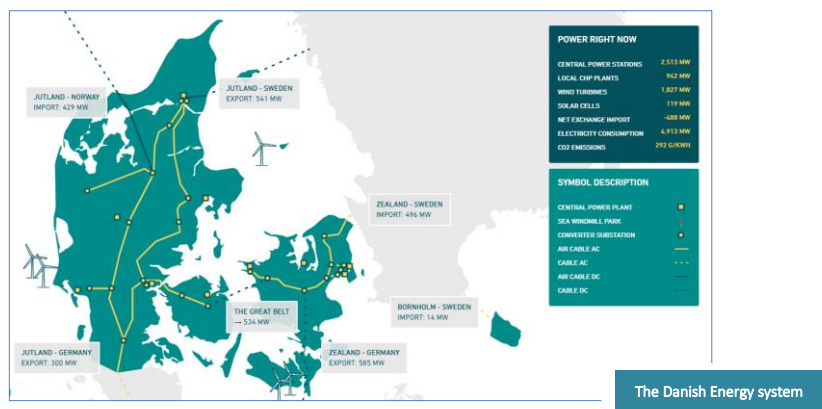 JUTLAND - NORWAY
IMPORT: 429 MW
JUTLAND - SWEDEN
EXPORT: 541 MW
ZEALAND - SWEDEN
IMPORT: 496 MW
THE GREAT BELT
→ 534 MW
BORNHOLM - SWEDEN
IMPORT: 14 MW
JUTLAND - GERMANY
EXPORT: 300 MW
ZEALAND - GERMANY
EXPORT: 585 MW
POWER RIGHT NOW
CENTRAL POWER STATIONS 2,513 MW
LOCAL CHP PLANTS 942 MW
WIND TURBINES 1,827 MW
SOLAR CELLS 119 MW
NET EXCHANGE IMPORT -488 MW
ELECTRICITY CONSUMPTION 4,913 MW
CO2 EMISSIONS 292 G/KWH
SYMBOL DESCRIPTION
CENTRAL POWER PLANT
SEA WINDMILL PARK
CONVERTER SUBSTATION
AIR CABLE AC
CABLE AC
AIR CABLE DC
CABLE DC
The Danish Energy system